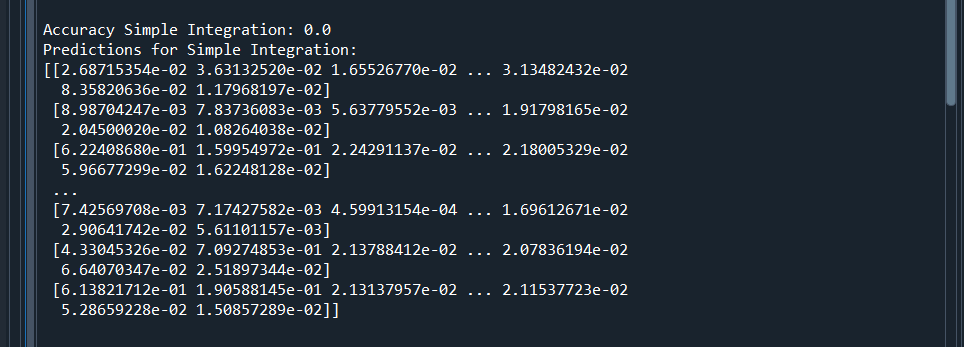 Accuracy Simple Integration: 0.0
Predictions for Simple Integration:
[[2.68715354e-02 3.63132520e-02 1.65526770e-02 ... 3.13482432e-02
8.35820636e-02 1.17968197e-02]
[8.98704247e-03 7.83736083e-03 5.63779552e-03 ... 1.91798165e-02
2.04500020e-02 1.08264038e-02]
[6.22408680e-01 1.59954972e-01 2.24291137e-02 ... 2.18005329e-02
5.96677299e-02 1.62248128e-02]
...
[7.42569708e-03 7.17427582e-03 4.59913154e-04 ... 1.69612671e-02
2.90641742e-02 5.61101157e-03]
[4.33045326e-02 7.09274853e-01 2.13788412e-02 ... 2.07836194e-02
6.64070347e-02 2.51897344e-02]
[6.13821712e-01 1.90588145e-01 2.13137957e-02 ... 2.11537723e-02
5.28659228e-02 1.50857289e-02]]